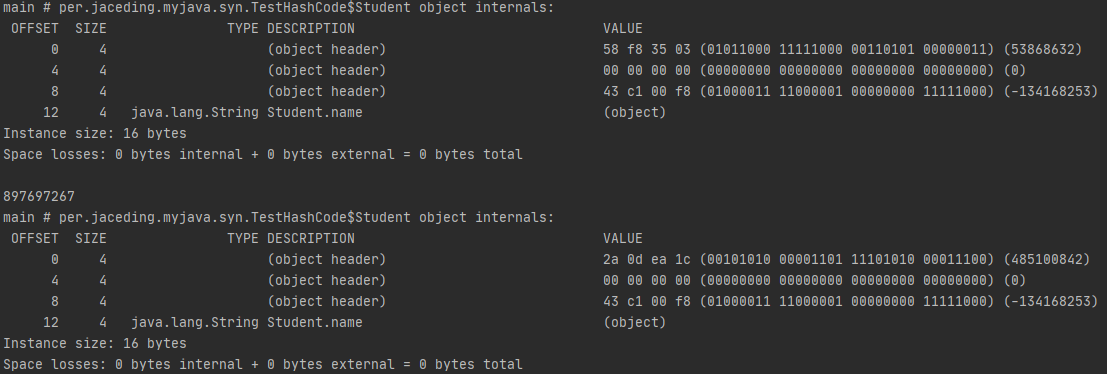 main # per.jaceding.myjava.syn.TestHashCode$Student object internals:
OFFSET SIZE TYPE DESCRIPTION VALUE
0 4 (object header) 58 f8 35 03 (01011000 11111000 00110101 00000011) (53868632)
4 4 (object header) 00 00 00 00 (00000000 00000000 00000000 00000000) (0)
8 4 (object header) 43 c1 00 f8 (01000011 11000001 00000000 11111000) (-134168253)
12 4 java.lang.String Student.name (object)
Instance size: 16 bytes
Space losses: 0 bytes internal + 0 bytes external = 0 bytes total
897697267
main # per.jaceding.myjava.syn.TestHashCode$Student object internals:
OFFSET SIZE TYPE DESCRIPTION VALUE
0 4 (object header) 2a 0d ea 1c (00101010 00001101 11101010 00011100) (485100842)
4 4 (object header) 00 00 00 00 (00000000 00000000 00000000 00000000) (0)
8 4 (object header) 43 c1 00 f8 (01000011 11000001 00000000 11111000) (-134168253)
12 4 java.lang.String Student.name (object)
Instance size: 16 bytes
Space losses: 0 bytes internal + 0 bytes external = 0 bytes total